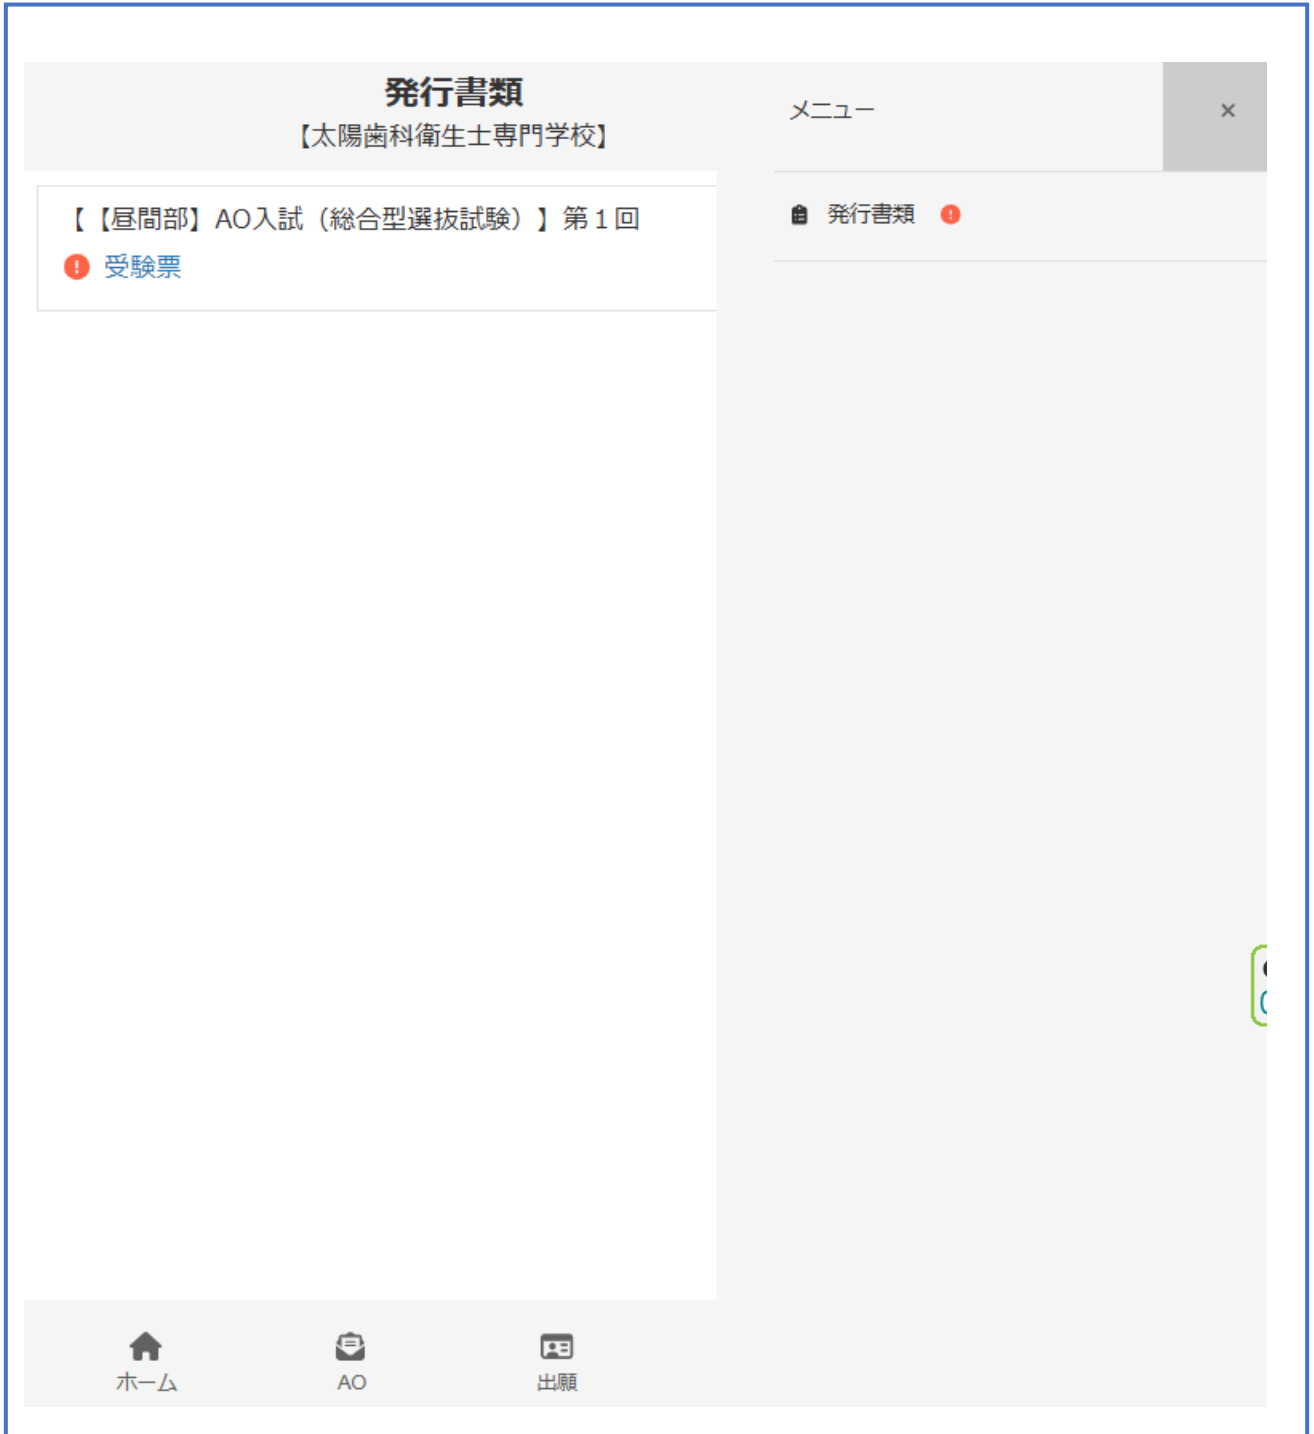 発行書類
【太陽歯科衛生士専門学校】
【【昼間部】AO入試（総合型選抜試験）】第１回
受験票
メニュー
×
発行書類
ホーム
AO
出願